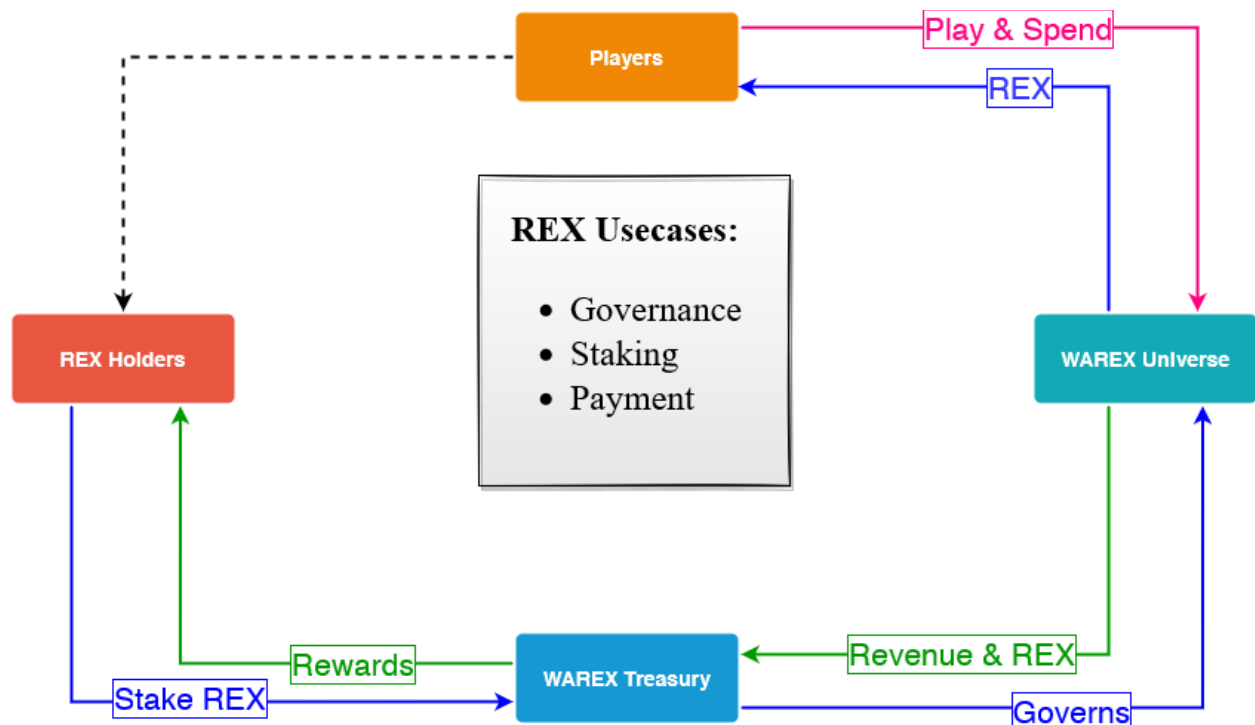 Play & Spend
Players
REX
REX Usecases:
• Governance
• Staking
• Payment
REX Holders
WAREX Universe
Rewards
Revenue & REX
WAREX Treasury
Stake REX
Governs